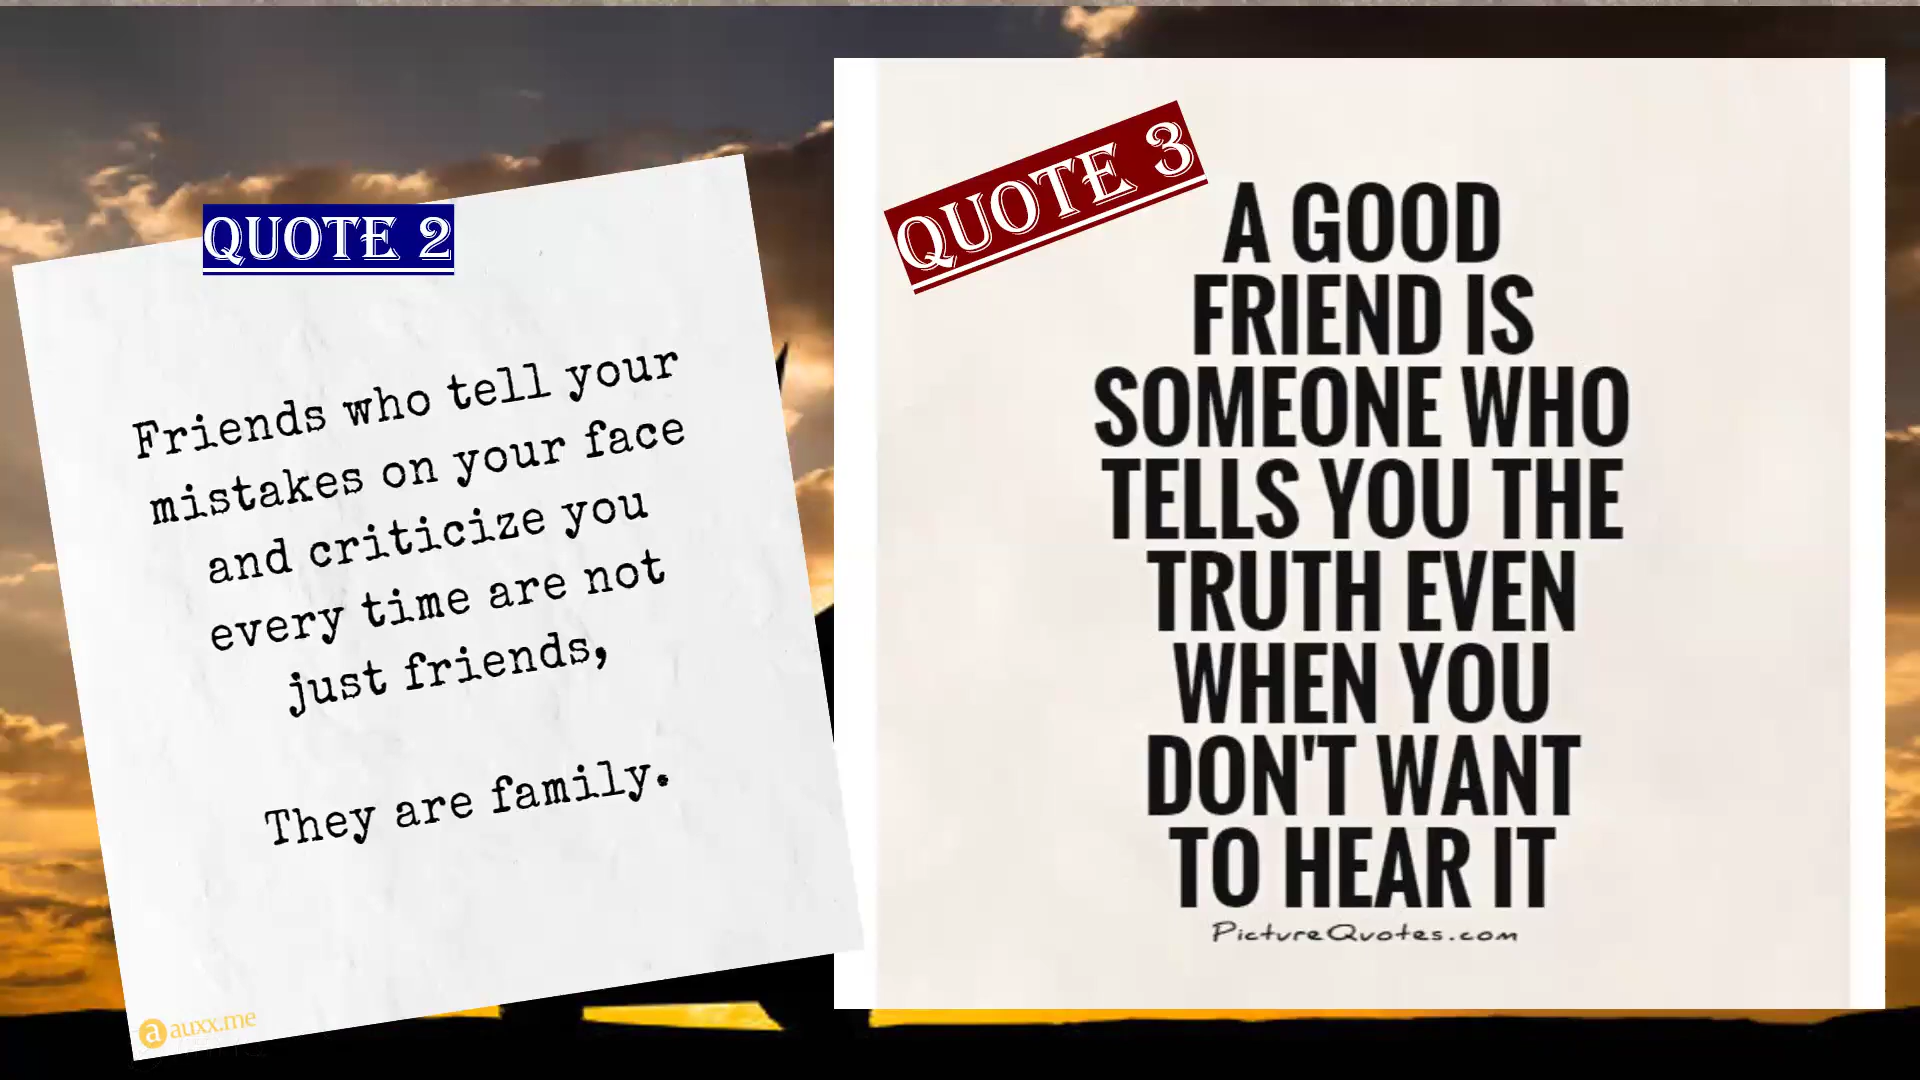 QUOTE 2
Friends who tell your
mistakes on your face
and criticize you
every time are not
just friends,
They are family.
auxx.me
QUOTE 3
A GOOD
FRIEND IS
SOMEONE WHO
TELLS YOU THE
TRUTH EVEN
WHEN YOU
DON'T WANT
TO HEAR IT
PictureQuotes.com